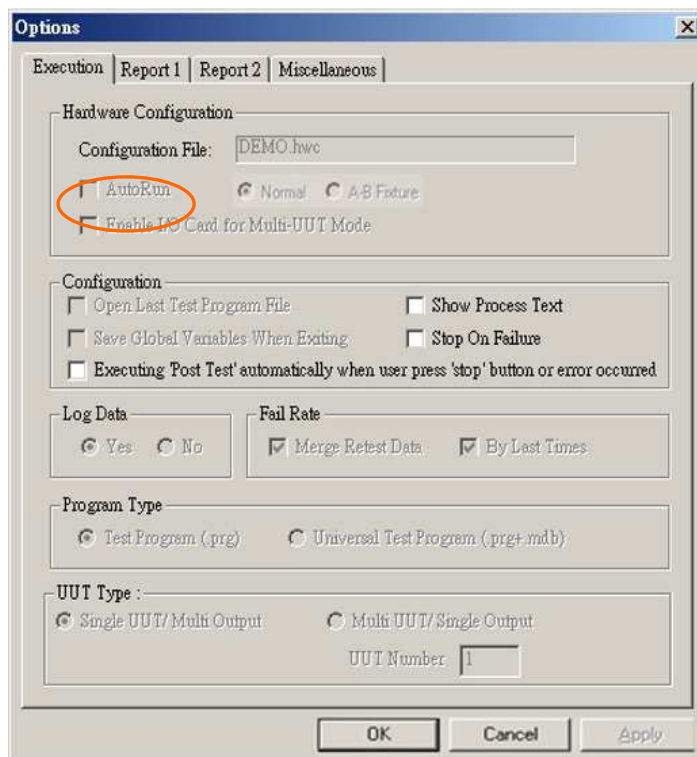 Options
Execution Report 1 Report 2 Miscellaneous
Hardware Configuration
Configuration File: DEMO.hwc
AutoRun Normal A-B Fixture
Enable I/O Card for Multi-UUT Mode
Configuration
Open Last Test Program File Show Process Text
Save Global Variables When Exiting Stop On Failure
Executing 'Post Test' automatically when user press 'stop' button or error occurred
Log Data Fail Rate
Yes No Merge Retest Data By Last Times
Program Type
Test Program (.prg) Universal Test Program (.prg+.mdb)
UUT Type :
Single UUT/ Multi Output Multi UUT/ Single Output
UUT Number 1
OK Cancel Apply